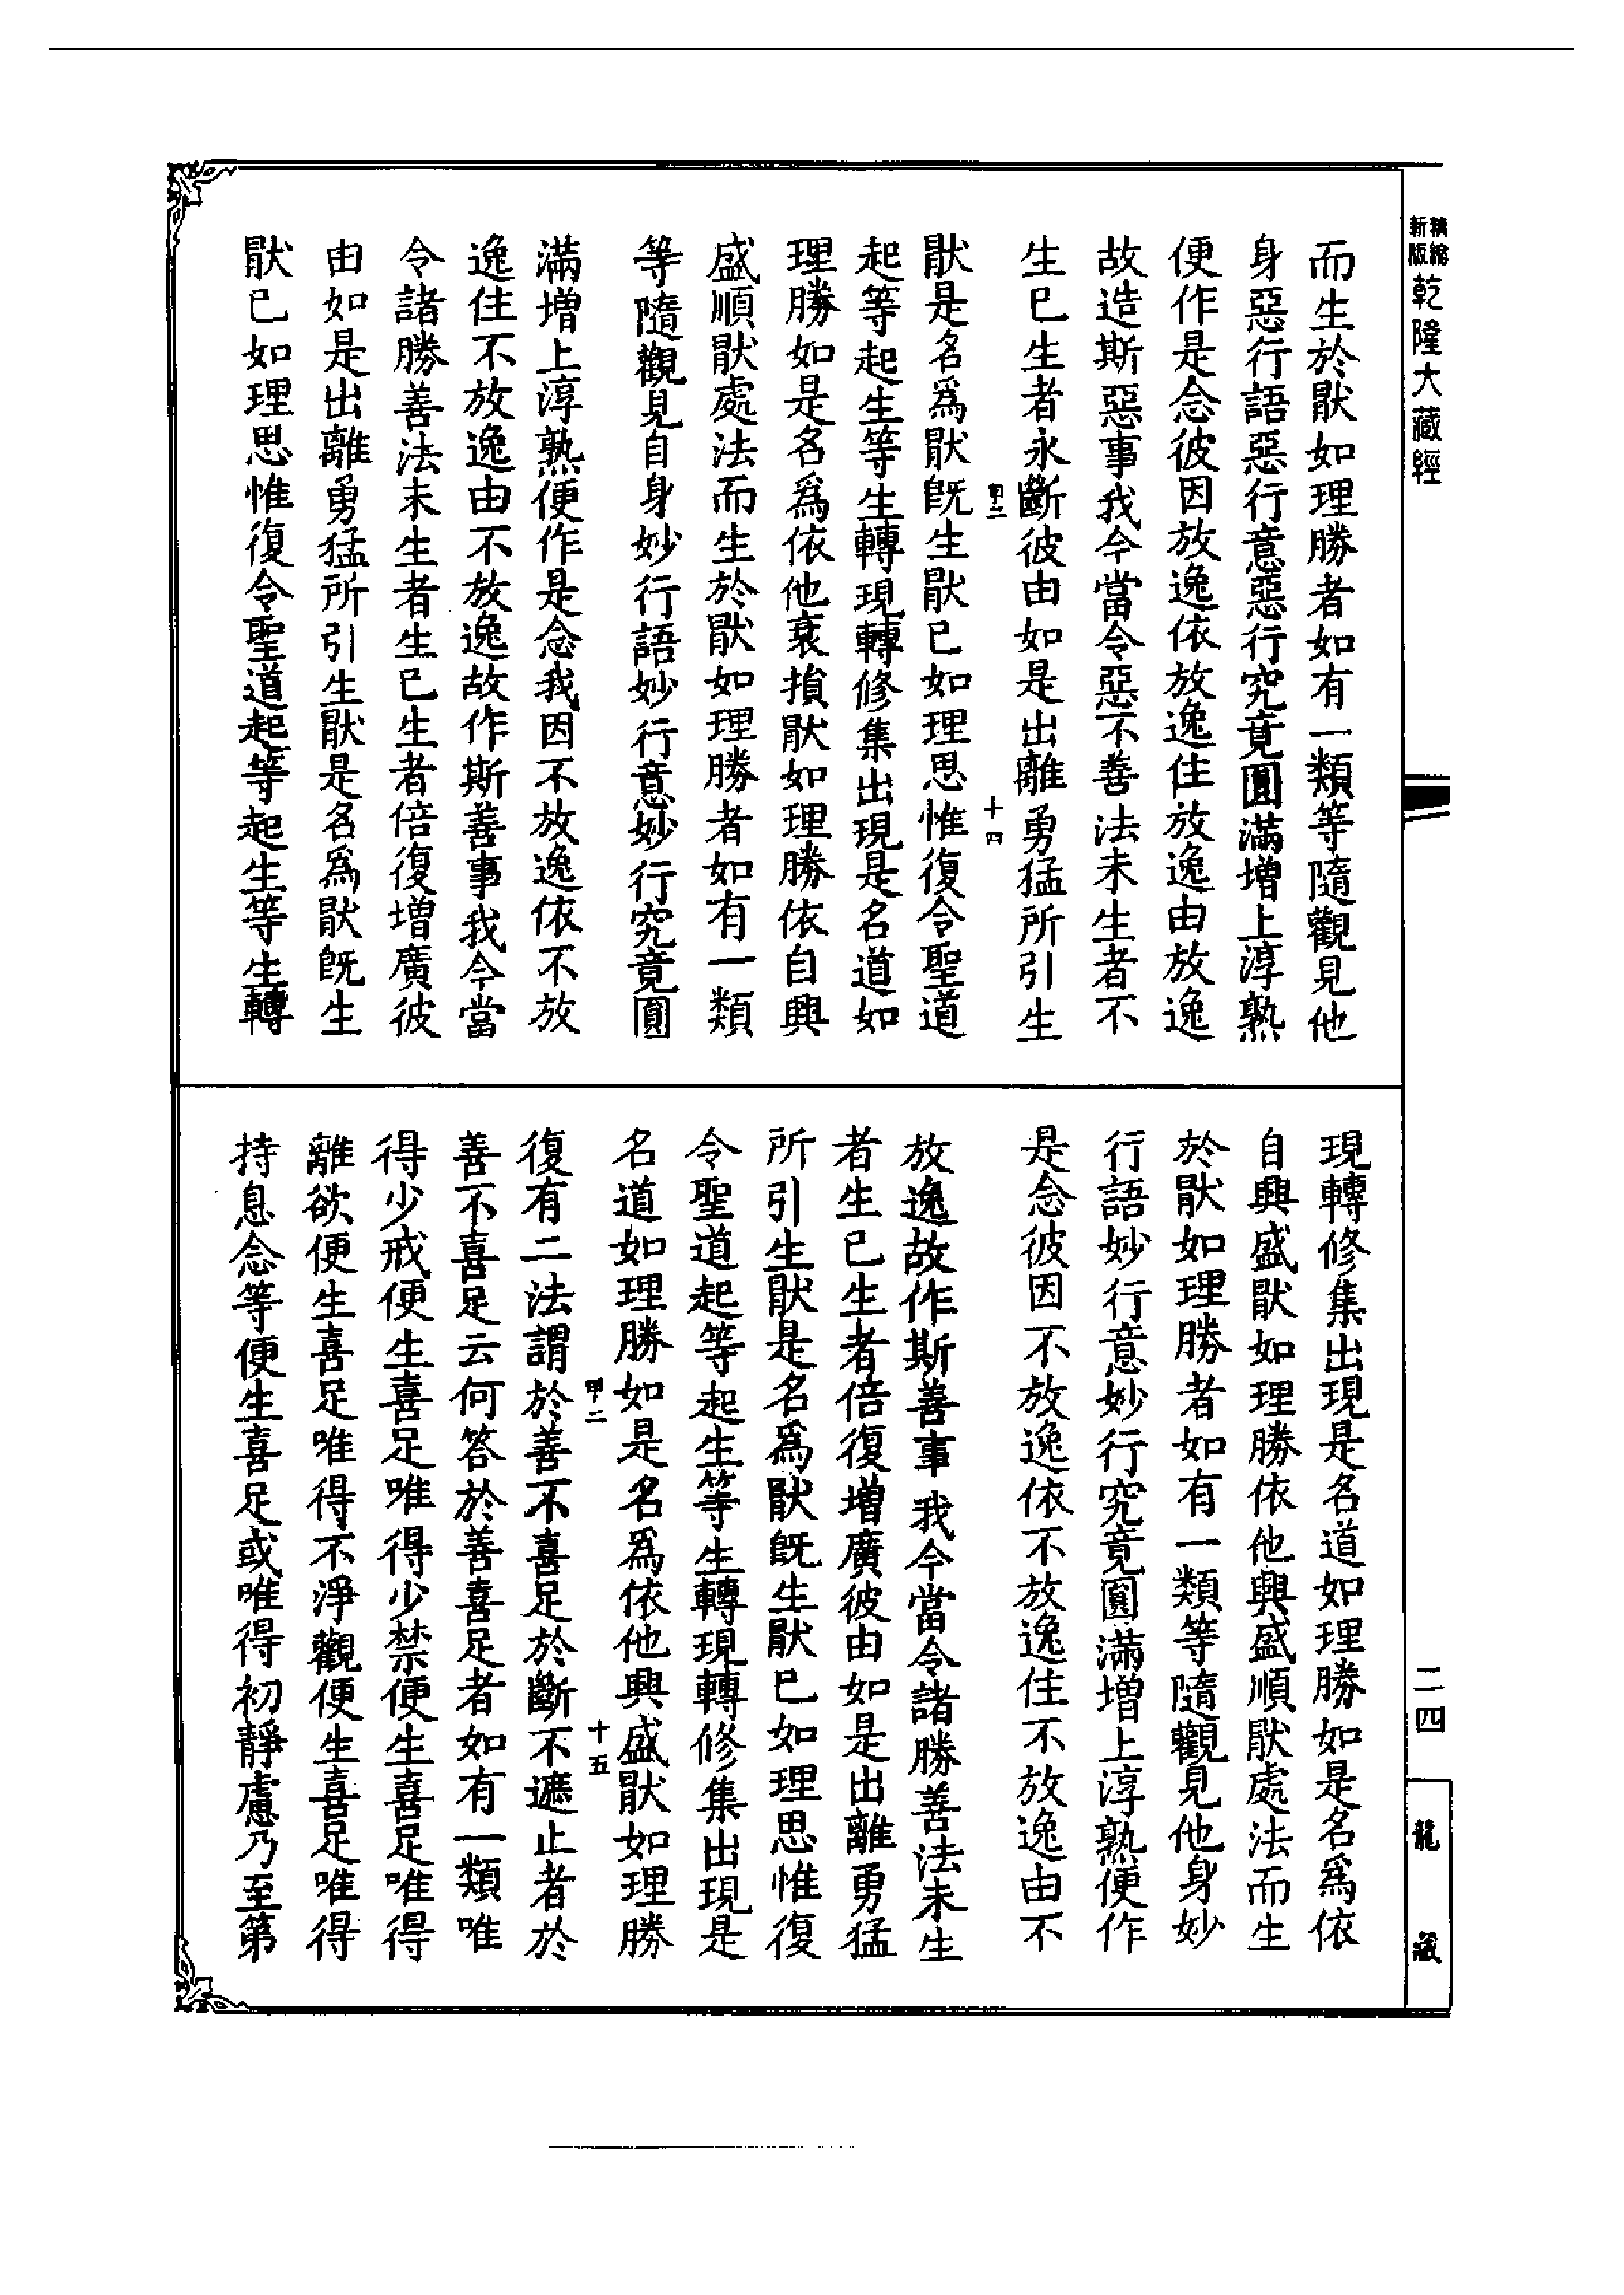 新版精縮
乾隆大藏經
而生於猒如理勝者如有一類等隨觀見他
身惡行語惡行意惡行究竟圓滿增上淳熟
便作是念彼因放逸依放逸住放逸由放逸
故造斯惡事我今當令惡不善法未生者不
生已生者永斷彼由如是出離勇猛所引生
甲二 十四
猒是名爲猒旣生猒已如理思惟復令聖道
起等起生等生轉現轉修集出現是名道如
理勝如是名爲依他衰損猒如理勝依自興
盛順猒處法而生於猒如理勝者如有一類
等隨觀見自身妙行語妙行意妙行究竟圓
滿增上淳熟便作是念我因不放逸依不放
逸住不放逸由不放逸故作斯善事我今當
令諸勝善法未生者生已生者倍復增廣彼
由如是出離勇猛所引生猒是名爲猒旣生
猒已如理思惟復令聖道起等起生等生轉
現轉修集出現是名道如理勝如是名爲依
自興盛猒如理勝依他興盛順猒處法而生
於猒如理勝者如有一類等隨觀見他身妙
行語妙行意妙行究竟圓滿增上淳熟便作
是念彼因不放逸依不放逸住不放逸由不
放逸故作斯善事我今當令諸勝善法未生
者生已生者倍復增廣彼由如是出離勇猛
所引生猒是名爲猒旣生猒已如理思惟復
令聖道起等起生等生轉現轉修集出現是
名道如理勝如是名爲依他興盛猒如理勝
甲二 十五
復有二法謂於善不喜足於斷不遮止者於
善不喜足云何答於善喜足者如有一類唯
得少戒便生喜足唯得少禁便生喜足唯得
離欲便生喜足唯得不淨觀便生喜足唯得
持息念等便生喜足或唯得初靜慮乃至第
二四
龍藏